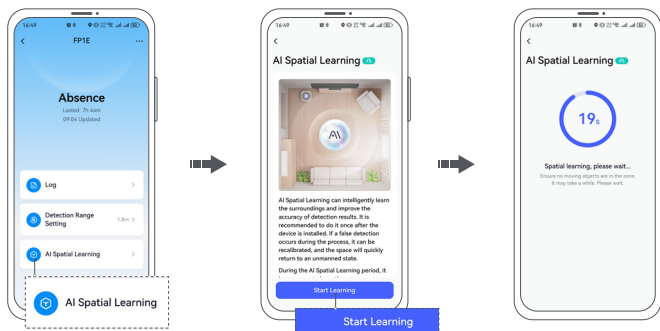 16:49
FP1E
Absence
Lasted: 7h 44m
09:04 Updated
Log
Detection Range
Setting
1.8m
AI Spatial Learning
AI Spatial Learning
16:49
AI Spatial Learning
AI
AI Spatial Learning can intelligently learn
the surroundings and improve the
accuracy of detection results. It is
recommended to do it once after the
device is installed. If a false detection
occurs during the process, it can be
recalibrated, and the space will quickly
return to an unmanned state.
During the AI Spatial Learning period, it
Start Learning
Start Learning
16:49
AI Spatial Learning
19s
Spatial learning, please wait...
Ensure no moving objects are in the zone.
It may take a while. Please wait.